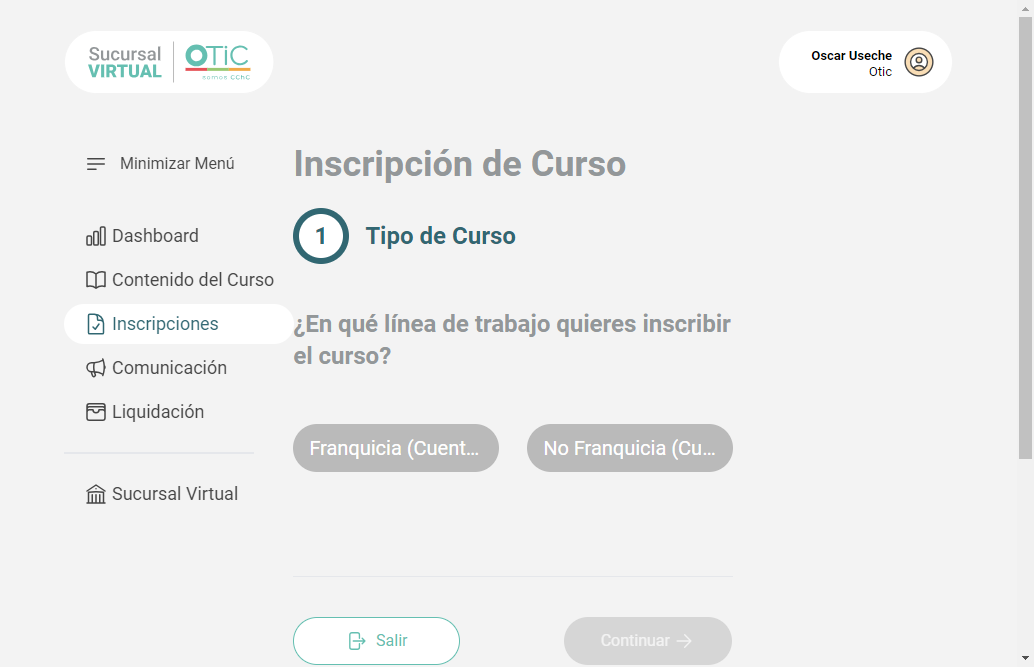 Sucursal
VIRTUAL
OTIC
somos CChC
Oscar Useche
Otic
Minimizar Menú
Dashboard
Contenido del Curso
Inscripciones
Comunicación
Liquidación
Sucursal Virtual
Inscripción de Curso
1
Tipo de Curso
¿En qué línea de trabajo quieres inscribir
el curso?
Franquicia (Cuent...
No Franquicia (Cu...
Salir
Continuar